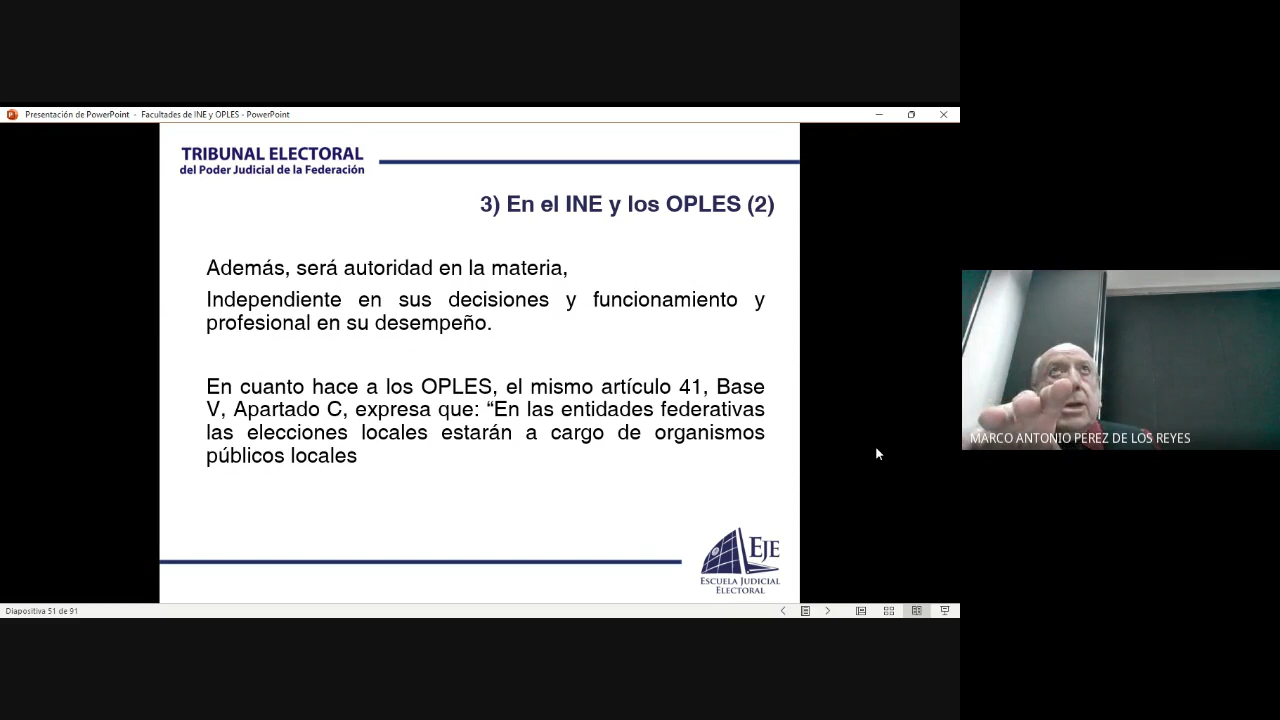 Presentación de PowerPoint - Facultades de INE y OPLES - PowerPoint
TRIBUNAL ELECTORAL
del Poder Judicial de la Federación
3) En el INE y los OPLES (2)
Además, será autoridad en la materia,
Independiente en sus decisiones y funcionamiento y
profesional en su desempeño.
En cuanto hace a los OPLES, el mismo artículo 41, Base
V, Apartado C, expresa que: “En las entidades federativas
las elecciones locales estarán a cargo de organismos
públicos locales
EJE
ESCUELA JUDICIAL
ELECTORAL
Diapositiva 51 de 91
MARCO ANTONIO PEREZ DE LOS REYES